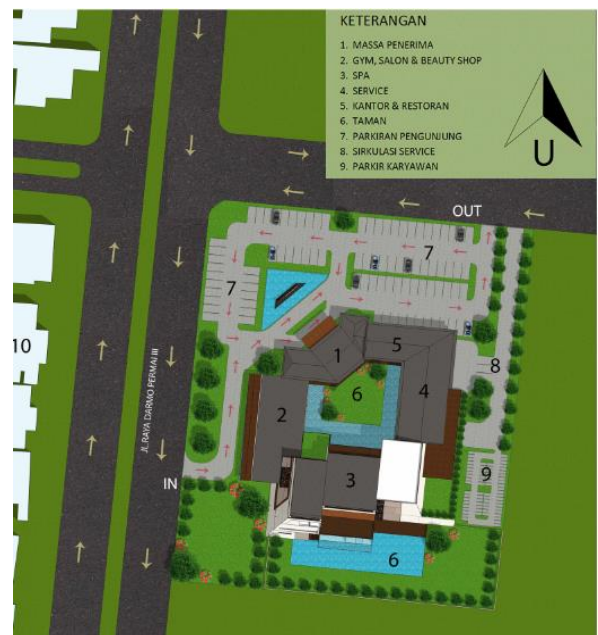 KETERANGAN
1. MASSA PENERIMA
2. GYM, SALON & BEAUTY SHOP
3. SPA
4. SERVICE
5. KANTOR & RESTORAN
6. TAMAN
7. PARKIRAN PENGUNJUNG
8. SIRKULASI SERVICE
9. PARKIR KARYAWAN
U
OUT
7
7
1
5
8
10
6
4
2
JL. RAYA DARMO PERMAI III
3
9
IN
6